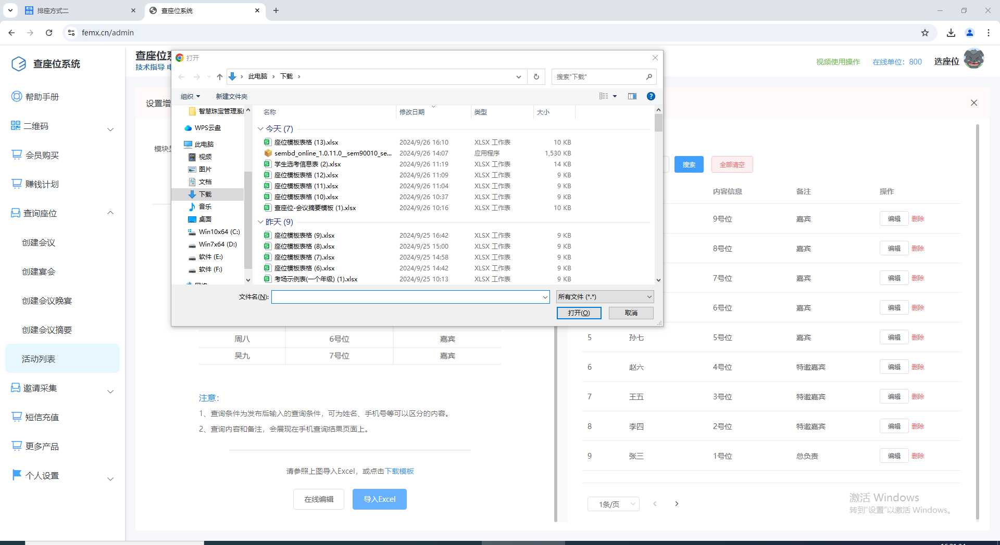 排座方式二
查座位系统
femx.cn/admin
查座位系统
帮助手册
二维码
会员购买
赚钱计划
查询座位
创建会议
创建宴会
创建会议晚宴
创建会议摘要
活动列表
邀请采集
短信充值
更多产品
个人设置
查座位系
技术指导 电
视频使用操作
在线单位：800
选座位
设置增
模块显
打开
此电脑 › 下载 ›
搜索"下载"
组织
新建文件夹
智慧珠宝管理系统
WPS云盘
此电脑
视频
图片
文档
下载
音乐
桌面
Win10x64 (C:)
Win7x64 (D:)
软件 (E:)
软件 (F:)
名称 修改日期 类型 大小
今天 (7)
座位模板表格 (13).xlsx 2024/9/26 16:10 XLSX 工作表 10 KB
sembd_online_1.0.11.0__sem90010_se... 2024/9/26 14:07 应用程序 1,530 KB
学生选考信息表 (2).xlsx 2024/9/26 11:19 XLSX 工作表 14 KB
座位模板表格 (12).xlsx 2024/9/26 11:09 XLSX 工作表 9 KB
座位模板表格 (11).xlsx 2024/9/26 11:04 XLSX 工作表 9 KB
座位模板表格 (10).xlsx 2024/9/26 10:37 XLSX 工作表 9 KB
查座位-会议摘要模板 (1).xlsx 2024/9/26 10:16 XLSX 工作表 10 KB
昨天 (9)
座位模板表格 (9).xlsx 2024/9/25 16:42 XLSX 工作表 9 KB
座位模板表格 (8).xlsx 2024/9/25 15:00 XLSX 工作表 9 KB
座位模板表格 (7).xlsx 2024/9/25 14:58 XLSX 工作表 9 KB
座位模板表格 (6).xlsx 2024/9/25 14:42 XLSX 工作表 9 KB
考场示例表(一个年级) (1).xlsx 2024/9/25 10:13 XLSX 工作表 9 KB
文件名(N):
所有文件 (*.*)
打开(O)
取消
周八 6号位 嘉宾
吴九 7号位 嘉宾
注意：
1、查询条件为发布后输入的查询条件，可为姓名、手机号等可以区分的内容。
2、查询内容和备注，会展现在手机查询结果页面上。
请参照上图导入Excel，或点击下载模板
在线编辑
导入Excel
搜索
全部清空
内容信息 备注 操作
9号位 嘉宾 编辑 删除
8号位 嘉宾 编辑 删除
7号位 嘉宾 编辑 删除
6号位 嘉宾 编辑 删除
5 孙七 5号位 嘉宾 编辑 删除
6 赵六 4号位 特邀嘉宾 编辑 删除
7 王五 3号位 特邀嘉宾 编辑 删除
8 李四 2号位 特邀嘉宾 编辑 删除
9 张三 1号位 总负责 编辑 删除
1条/页
激活 Windows
转到"设置"以激活 Windows。